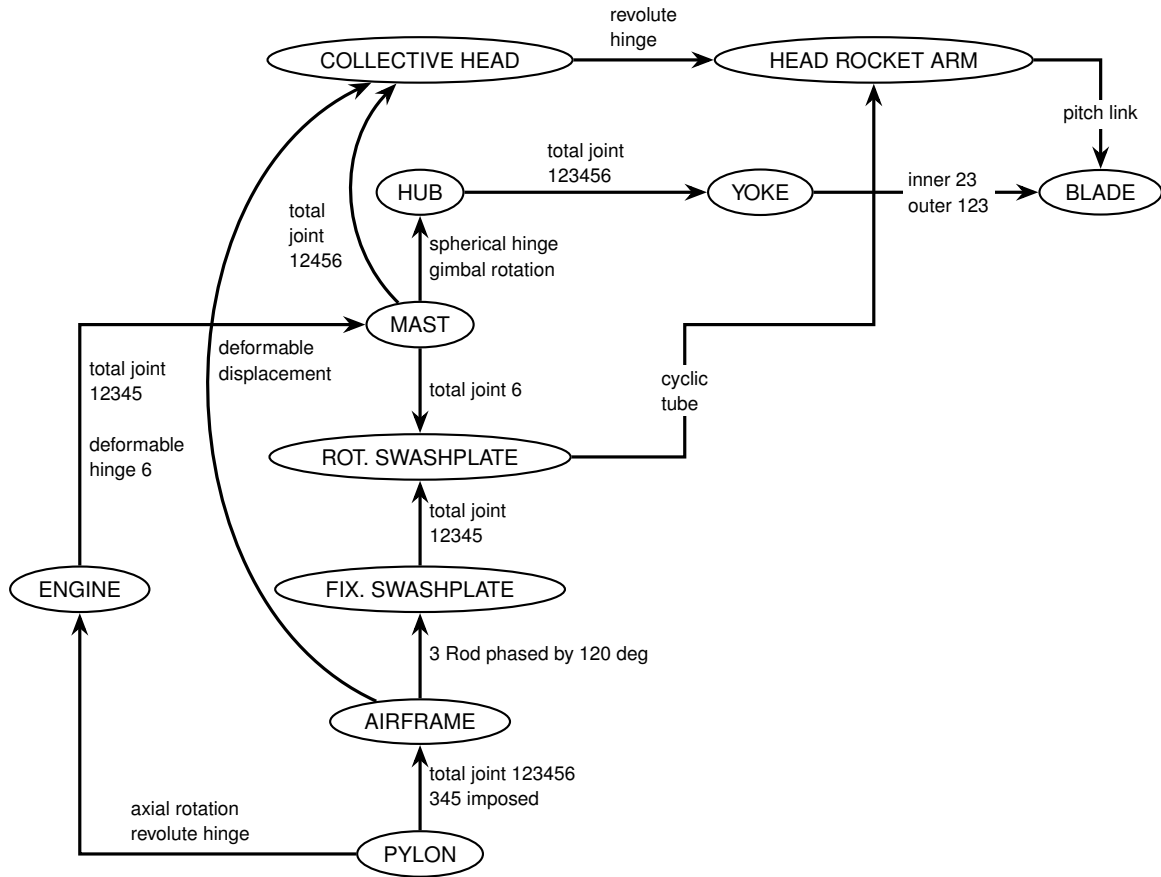 revolute
hinge
COLLECTIVE HEAD
HEAD ROCKET ARM
pitch link
total joint
123456
HUB
YOKE
inner 23
outer 123
BLADE
total
joint
12456
spherical hinge
gimbal rotation
MAST
deformable
displacement
total joint
12345
total joint 6
cyclic
tube
deformable
hinge 6
ROT. SWASHPLATE
total joint
12345
ENGINE
FIX. SWASHPLATE
3 Rod phased by 120 deg
AIRFRAME
total joint 123456
345 imposed
axial rotation
revolute hinge
PYLON